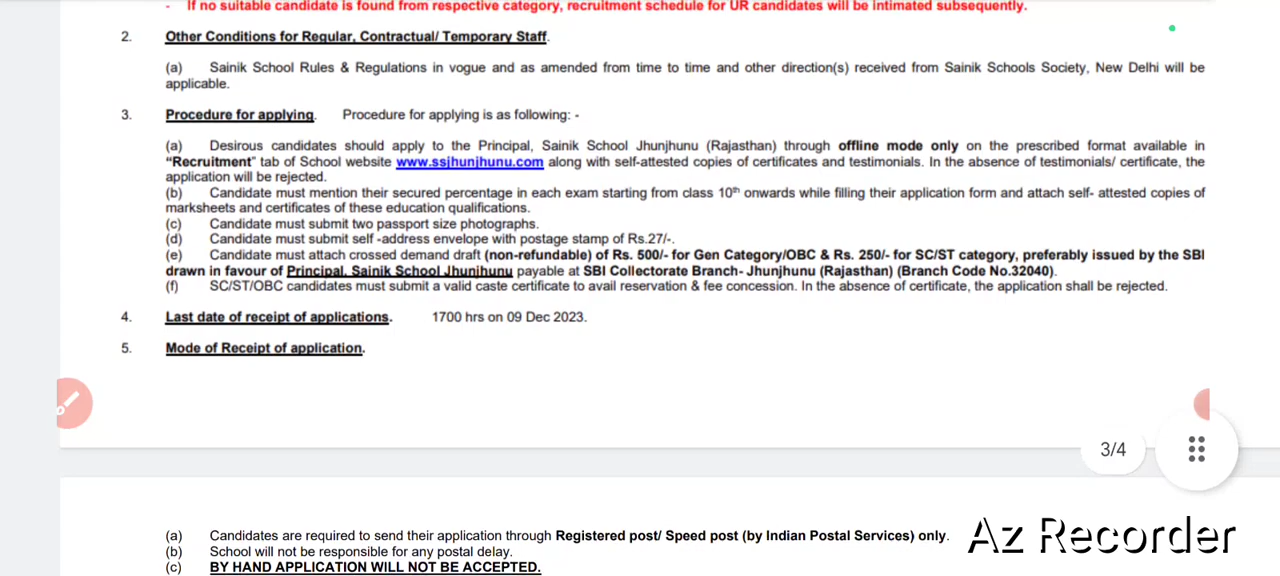 - If no suitable candidate is found from respective category, recruitment schedule for UR candidates will be intimated subsequently.
2. Other Conditions for Regular, Contractual/ Temporary Staff.
(a) Sainik School Rules & Regulations in vogue and as amended from time to time and other direction(s) received from Sainik Schools Society, New Delhi will be
applicable.
3. Procedure for applying. Procedure for applying is as following: -
(a) Desirous candidates should apply to the Principal, Sainik School Jhunjhunu (Rajasthan) through offline mode only on the prescribed format available in
“Recruitment” tab of School website www.ssjhunjhunu.com along with self-attested copies of certificates and testimonials. In the absence of testimonials/ certificate, the
application will be rejected.
(b) Candidate must mention their secured percentage in each exam starting from class 10th onwards while filling their application form and attach self- attested copies of
marksheets and certificates of these education qualifications.
(c) Candidate must submit two passport size photographs.
(d) Candidate must submit self -address envelope with postage stamp of Rs.27/-.
(e) Candidate must attach crossed demand draft (non-refundable) of Rs. 500/- for Gen Category/OBC & Rs. 250/- for SC/ST category, preferably issued by the SBI
drawn in favour of Principal, Sainik School Jhunjhunu payable at SBI Collectorate Branch- Jhunjhunu (Rajasthan) (Branch Code No.32040).
(f) SC/ST/OBC candidates must submit a valid caste certificate to avail reservation & fee concession. In the absence of certificate, the application shall be rejected.
4. Last date of receipt of applications. 1700 hrs on 09 Dec 2023.
5. Mode of Receipt of application.
3/4
(a) Candidates are required to send their application through Registered post/ Speed post (by Indian Postal Services) only.
(b) School will not be responsible for any postal delay.
(c) BY HAND APPLICATION WILL NOT BE ACCEPTED.
Az Recorder